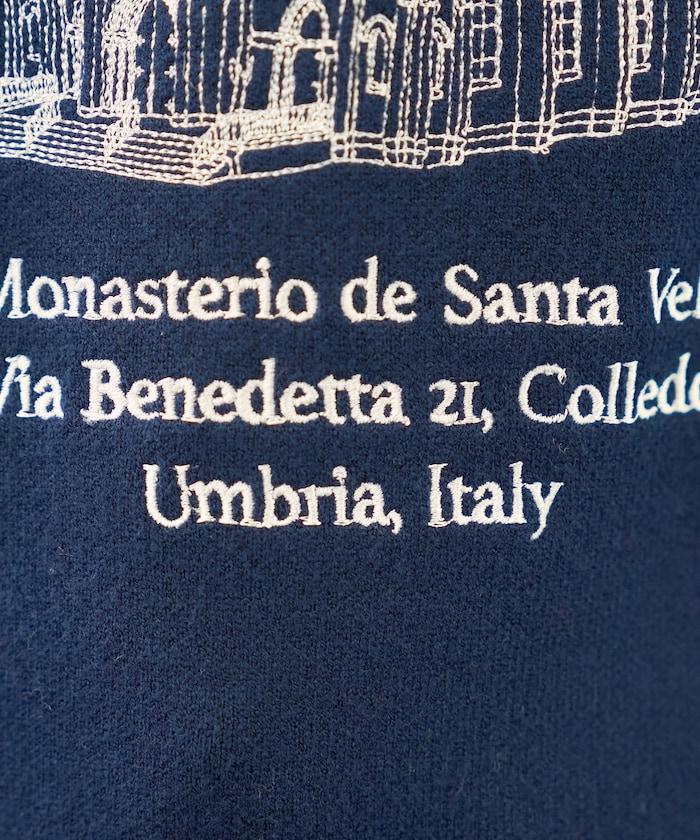 Monasterio de Santa Vel
Via Benedetta 21, Colled
Umbria, Italy